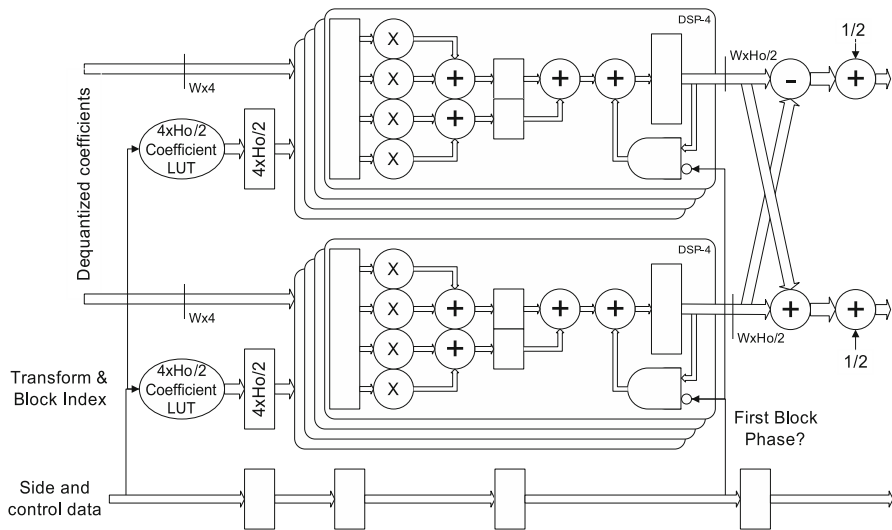 DSP-4
1/2
WxHo/2
X
X
X
X
+
+
+
+
-
+
Wx4
4xHo/2
Coefficient
LUT
4xHo/2
Dequantized coefficients
DSP-4
X
X
X
X
+
+
+
+
+
+
Wx4
WxHo/2
1/2
4xHo/2
Coefficient
LUT
4xHo/2
Transform &
Block Index
First Block
Phase?
Side and
control data